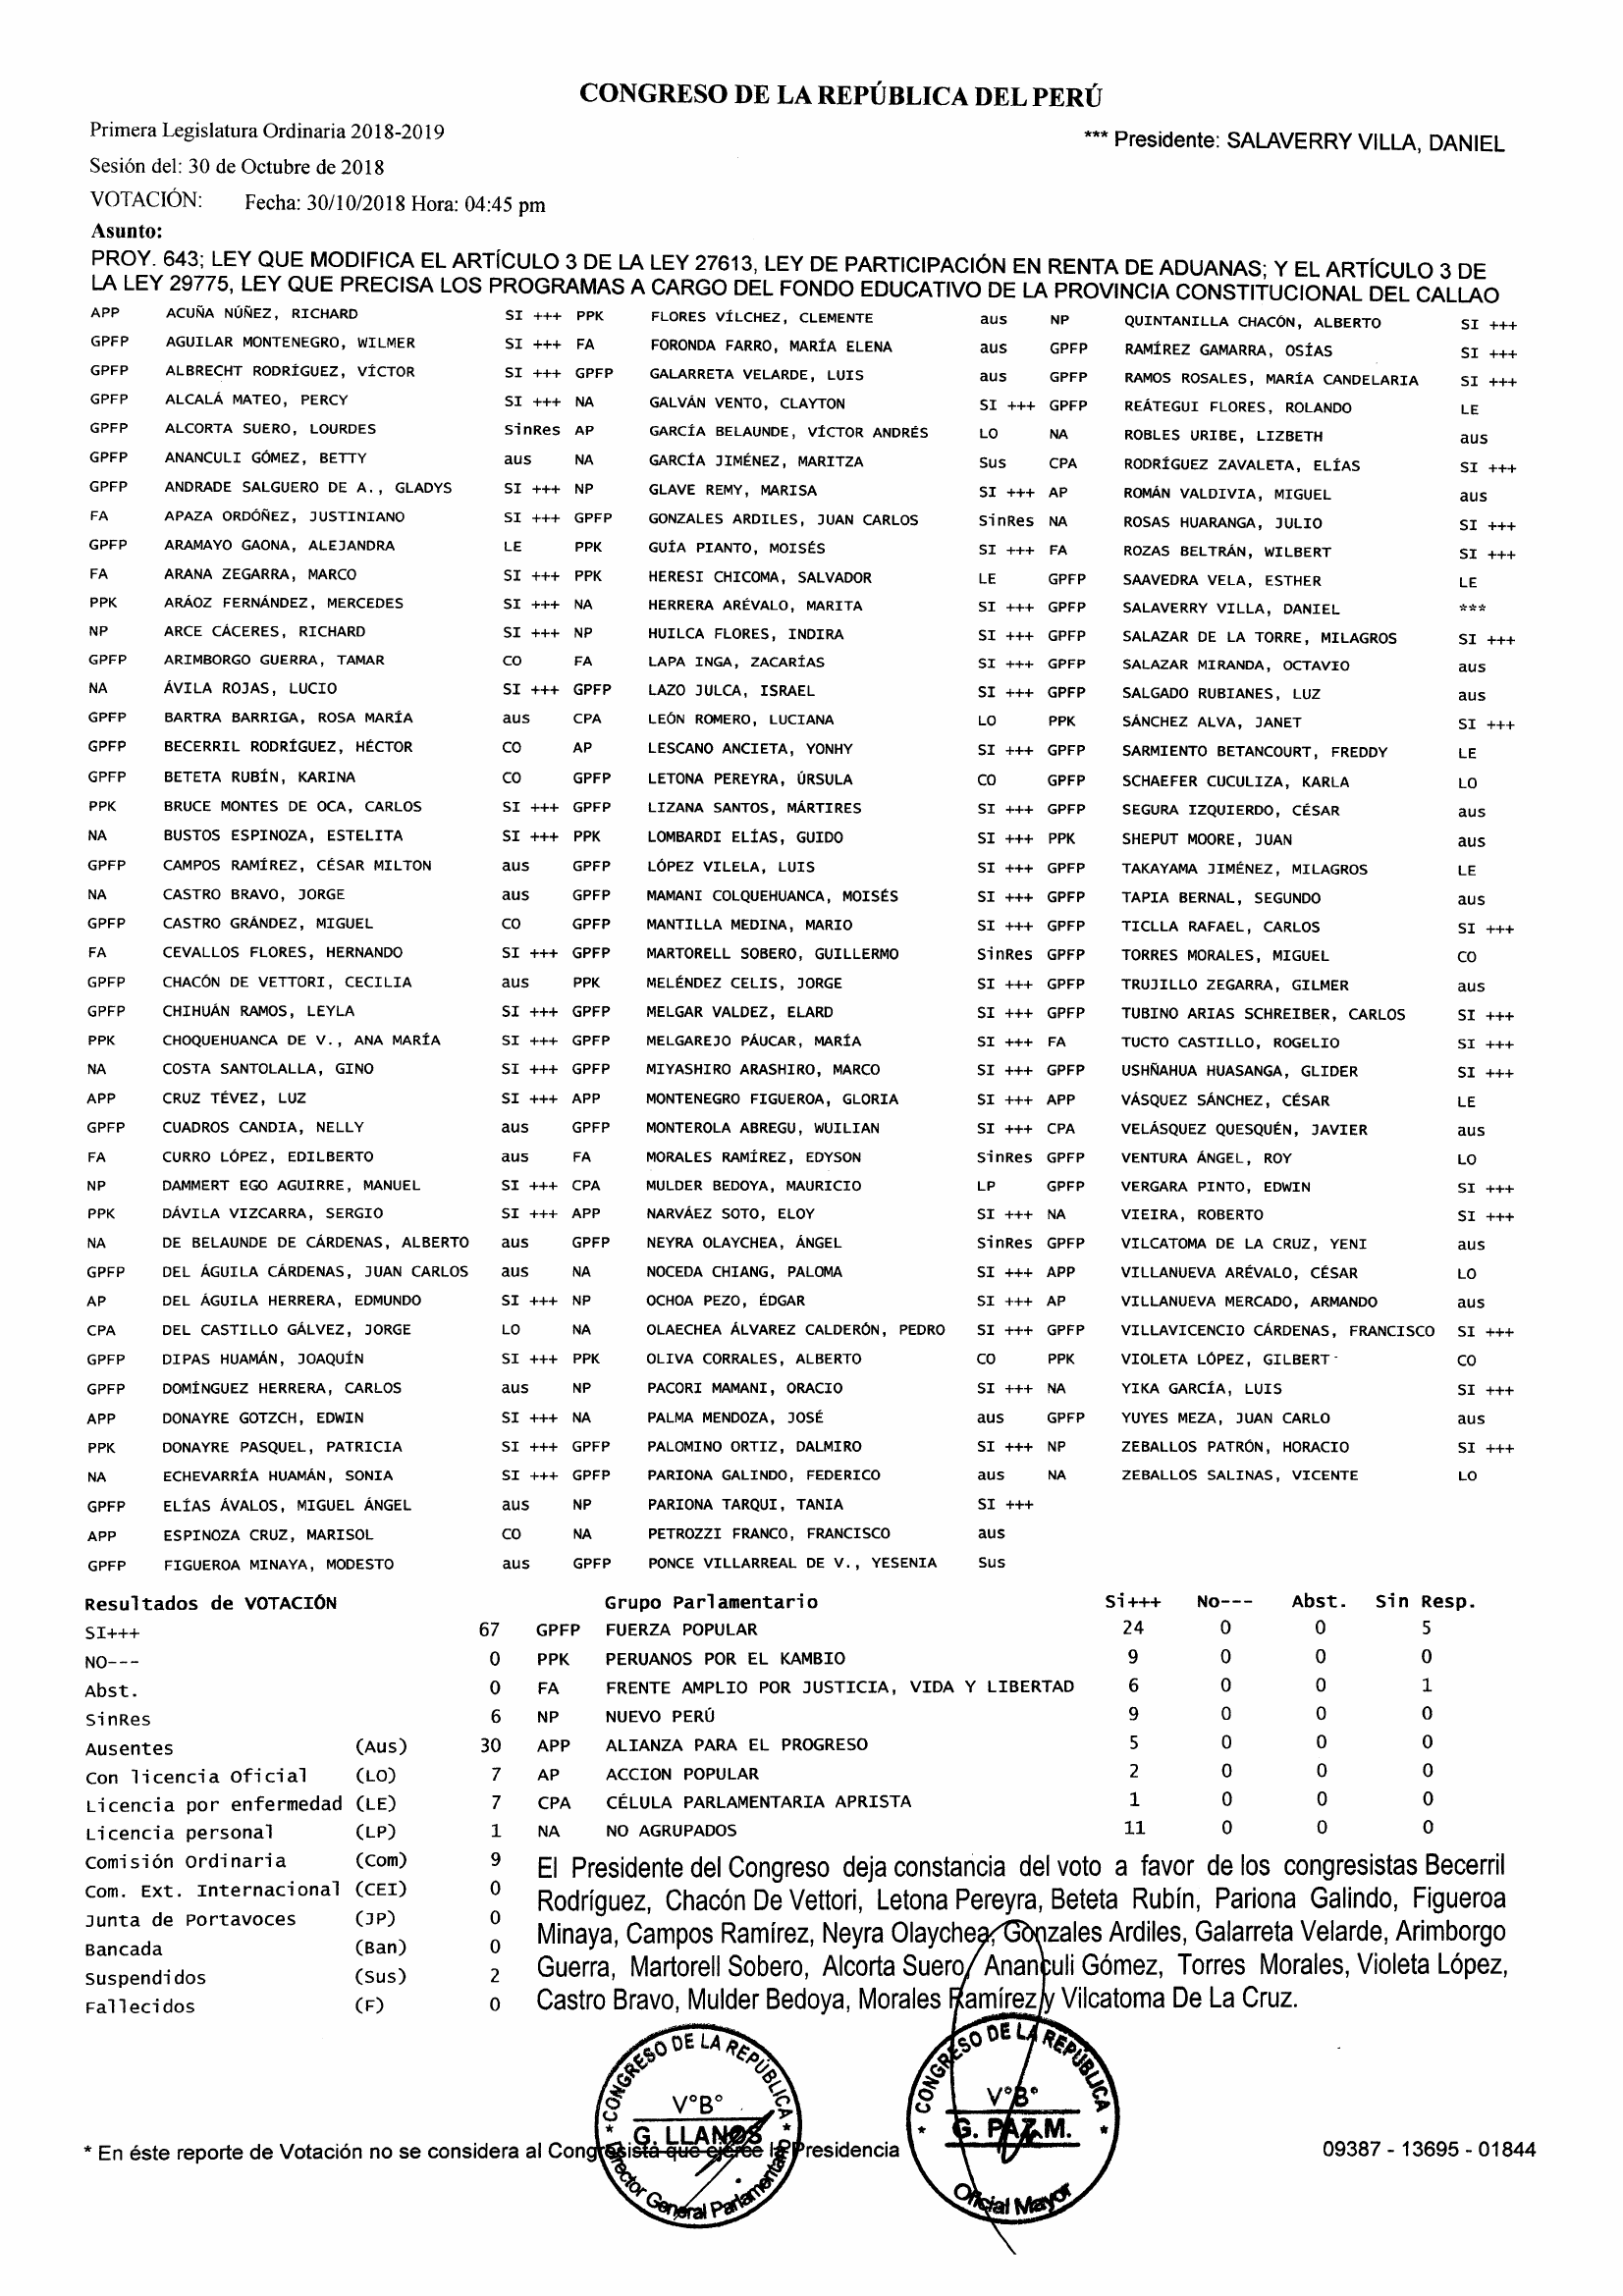 CONGRESO DE LA REPÚBLICA DEL PERÚ
Primera Legislatura Ordinaria 2018-2019
*** Presidente: SALAVERRY VILLA, DANIEL
Sesión del: 30 de Octubre de 2018
VOTACIÓN: Fecha: 30/10/2018 Hora: 04:45 pm
Asunto:
PROY. 643; LEY QUE MODIFICA EL ARTÍCULO 3 DE LA LEY 27613, LEY DE PARTICIPACIÓN EN RENTA DE ADUANAS; Y EL ARTÍCULO 3 DE
LA LEY 29775, LEY QUE PRECISA LOS PROGRAMAS A CARGO DEL FONDO EDUCATIVO DE LA PROVINCIA CONSTITUCIONAL DEL CALLAO
APP ACUÑA NÚÑEZ, RICHARD SI +++ PPK FLORES VÍLCHEZ, CLEMENTE aus NP QUINTANILLA CHACÓN, ALBERTO SI +++
GPFP AGUILAR MONTENEGRO, WILMER SI +++ FA FORONDA FARRO, MARÍA ELENA aus GPFP RAMÍREZ GAMARRA, OSÍAS SI +++
GPFP ALBRECHT RODRÍGUEZ, VÍCTOR SI +++ GPFP GALARRETA VELARDE, LUIS aus GPFP RAMOS ROSALES, MARÍA CANDELARIA SI +++
GPFP ALCALÁ MATEO, PERCY SI +++ NA GALVÁN VENTO, CLAYTON SI +++ GPFP REÁTEGUI FLORES, ROLANDO LE
GPFP ALCORTA SUERO, LOURDES SinRes AP GARCÍA BELAUNDE, VÍCTOR ANDRÉS LO NA ROBLES URIBE, LIZBETH aus
GPFP ANANCULI GÓMEZ, BETTY aus NA GARCÍA JIMÉNEZ, MARITZA Sus CPA RODRÍGUEZ ZAVALETA, ELÍAS SI +++
GPFP ANDRADE SALGUERO DE A., GLADYS SI +++ NP GLAVE REMY, MARISA SI +++ AP ROMÁN VALDIVIA, MIGUEL aus
FA APAZA ORDÓÑEZ, JUSTINIANO SI +++ GPFP GONZALES ARDILES, JUAN CARLOS SinRes NA ROSAS HUARANGA, JULIO SI +++
GPFP ARAMAYO GAONA, ALEJANDRA LE PPK GUÍA PIANTO, MOISÉS SI +++ FA ROZAS BELTRÁN, WILBERT SI +++
FA ARANA ZEGARRA, MARCO SI +++ PPK HERESI CHICOMA, SALVADOR LE GPFP SAAVEDRA VELA, ESTHER LE
PPK ARÁOZ FERNÁNDEZ, MERCEDES SI +++ NA HERRERA ARÉVALO, MARITA SI +++ GPFP SALAVERRY VILLA, DANIEL ***
NP ARCE CÁCERES, RICHARD SI +++ NP HUILCA FLORES, INDIRA SI +++ GPFP SALAZAR DE LA TORRE, MILAGROS SI +++
GPFP ARIMBORGO GUERRA, TAMAR CO FA LAPA INGA, ZACARÍAS SI +++ GPFP SALAZAR MIRANDA, OCTAVIO aus
NA ÁVILA ROJAS, LUCIO SI +++ GPFP LAZO JULCA, ISRAEL SI +++ GPFP SALGADO RUBIANES, LUZ aus
GPFP BARTRA BARRIGA, ROSA MARÍA aus CPA LEÓN ROMERO, LUCIANA LO PPK SÁNCHEZ ALVA, JANET SI +++
GPFP BECERRIL RODRÍGUEZ, HÉCTOR CO AP LESCANO ANCIETA, YONHY SI +++ GPFP SARMIENTO BETANCOURT, FREDDY LE
GPFP BETETA RUBÍN, KARINA CO GPFP LETONA PEREYRA, ÚRSULA CO GPFP SCHAEFER CUCULIZA, KARLA LO
PPK BRUCE MONTES DE OCA, CARLOS SI +++ GPFP LIZANA SANTOS, MÁRTIRES SI +++ GPFP SEGURA IZQUIERDO, CÉSAR aus
NA BUSTOS ESPINOZA, ESTELITA SI +++ PPK LOMBARDI ELÍAS, GUIDO SI +++ PPK SHEPUT MOORE, JUAN aus
GPFP CAMPOS RAMÍREZ, CÉSAR MILTON aus GPFP LÓPEZ VILELA, LUIS SI +++ GPFP TAKAYAMA JIMÉNEZ, MILAGROS LE
NA CASTRO BRAVO, JORGE aus GPFP MAMANI COLQUEHUANCA, MOISÉS SI +++ GPFP TAPIA BERNAL, SEGUNDO aus
GPFP CASTRO GRÁNDEZ, MIGUEL CO GPFP MANTILLA MEDINA, MARIO SI +++ GPFP TICLLA RAFAEL, CARLOS SI +++
FA CEVALLOS FLORES, HERNANDO SI +++ GPFP MARTORELL SOBERO, GUILLERMO SinRes GPFP TORRES MORALES, MIGUEL CO
GPFP CHACÓN DE VETTORI, CECILIA aus PPK MELÉNDEZ CELIS, JORGE SI +++ GPFP TRUJILLO ZEGARRA, GILMER aus
GPFP CHIHUÁN RAMOS, LEYLA SI +++ GPFP MELGAR VALDEZ, ELARD SI +++ GPFP TUBINO ARIAS SCHREIBER, CARLOS SI +++
PPK CHOQUEHUANCA DE V., ANA MARÍA SI +++ GPFP MELGAREJO PÁUCAR, MARÍA SI +++ FA TUCTO CASTILLO, ROGELIO SI +++
NA COSTA SANTOLALLA, GINO SI +++ GPFP MIYASHIRO ARASHIRO, MARCO SI +++ GPFP USHÑAHUA HUASANGA, GLIDER SI +++
APP CRUZ TÉVEZ, LUZ SI +++ APP MONTENEGRO FIGUEROA, GLORIA SI +++ APP VÁSQUEZ SÁNCHEZ, CÉSAR LE
GPFP CUADROS CANDIA, NELLY aus GPFP MONTEROLA ABREGU, WUILIAN SI +++ CPA VELÁSQUEZ QUESQUÉN, JAVIER aus
FA CURRO LÓPEZ, EDILBERTO aus FA MORALES RAMÍREZ, EDYSON SinRes GPFP VENTURA ÁNGEL, ROY LO
NP DAMMERT EGO AGUIRRE, MANUEL SI +++ CPA MULDER BEDOYA, MAURICIO LP GPFP VERGARA PINTO, EDWIN SI +++
PPK DÁVILA VIZCARRA, SERGIO SI +++ APP NARVÁEZ SOTO, ELOY SI +++ NA VIEIRA, ROBERTO SI +++
NA DE BELAUNDE DE CÁRDENAS, ALBERTO aus GPFP NEYRA OLAYCHEA, ÁNGEL SinRes GPFP VILCATOMA DE LA CRUZ, YENI aus
GPFP DEL ÁGUILA CÁRDENAS, JUAN CARLOS aus NA NOCEDA CHIANG, PALOMA SI +++ APP VILLANUEVA ARÉVALO, CÉSAR LO
AP DEL ÁGUILA HERRERA, EDMUNDO SI +++ NP OCHOA PEZO, ÉDGAR SI +++ AP VILLANUEVA MERCADO, ARMANDO aus
CPA DEL CASTILLO GÁLVEZ, JORGE LO NA OLAECHEA ÁLVAREZ CALDERÓN, PEDRO SI +++ GPFP VILLAVICENCIO CÁRDENAS, FRANCISCO SI +++
GPFP DIPAS HUAMÁN, JOAQUÍN SI +++ PPK OLIVA CORRALES, ALBERTO CO PPK VIOLETA LÓPEZ, GILBERT CO
GPFP DOMÍNGUEZ HERRERA, CARLOS aus NP PACORI MAMANI, ORACIO SI +++ NA YIKA GARCÍA, LUIS SI +++
APP DONAYRE GOTZCH, EDWIN SI +++ NA PALMA MENDOZA, JOSÉ aus GPFP YUYES MEZA, JUAN CARLO aus
PPK DONAYRE PASQUEL, PATRICIA SI +++ GPFP PALOMINO ORTIZ, DALMIRO SI +++ NP ZEBALLOS PATRÓN, HORACIO SI +++
NA ECHEVARRÍA HUAMÁN, SONIA SI +++ GPFP PARIONA GALINDO, FEDERICO aus NA ZEBALLOS SALINAS, VICENTE LO
GPFP ELÍAS ÁVALOS, MIGUEL ÁNGEL aus NP PARIONA TARQUI, TANIA SI +++
APP ESPINOZA CRUZ, MARISOL CO NA PETROZZI FRANCO, FRANCISCO aus
GPFP FIGUEROA MINAYA, MODESTO aus GPFP PONCE VILLARREAL DE V., YESENIA Sus
Resultados de VOTACIÓN Grupo Parlamentario Si+++ No--- Abst. Sin Resp.
SI+++ 67 GPFP FUERZA POPULAR 24 0 0 5
NO--- 0 PPK PERUANOS POR EL KAMBIO 9 0 0 0
Abst. 0 FA FRENTE AMPLIO POR JUSTICIA, VIDA Y LIBERTAD 6 0 0 1
SinRes 6 NP NUEVO PERÚ 9 0 0 0
Ausentes (Aus) 30 APP ALIANZA PARA EL PROGRESO 5 0 0 0
Con licencia Oficial (LO) 7 AP ACCION POPULAR 2 0 0 0
Licencia por enfermedad (LE) 7 CPA CÉLULA PARLAMENTARIA APRISTA 1 0 0 0
Licencia personal (LP) 1 NA NO AGRUPADOS 11 0 0 0
Comisión Ordinaria (Com) 9
Com. Ext. Internacional (CEI) 0
Junta de Portavoces (JP) 0
Bancada (Ban) 0
Suspendidos (Sus) 2
Fallecidos (F) 0
El Presidente del Congreso deja constancia del voto a favor de los congresistas Becerril
Rodríguez, Chacón De Vettori, Letona Pereyra, Beteta Rubín, Pariona Galindo, Figueroa
Minaya, Campos Ramírez, Neyra Olaychea, Gonzales Ardiles, Galarreta Velarde, Arimborgo
Guerra, Martorell Sobero, Alcorta Suero, Ananculi Gómez, Torres Morales, Violeta López,
Castro Bravo, Mulder Bedoya, Morales Ramírez y Vilcatoma De La Cruz.
* CONGRESO DE LA REPÚBLICA *
V°B°
G. LLANOS
Director General Parlamentario
* CONGRESO DE LA REPÚBLICA *
V°B°
G. PAZ M.
Oficial Mayor
* En éste reporte de Votación no se considera al Congresista que ejerce la Presidencia
09387 - 13695 - 01844